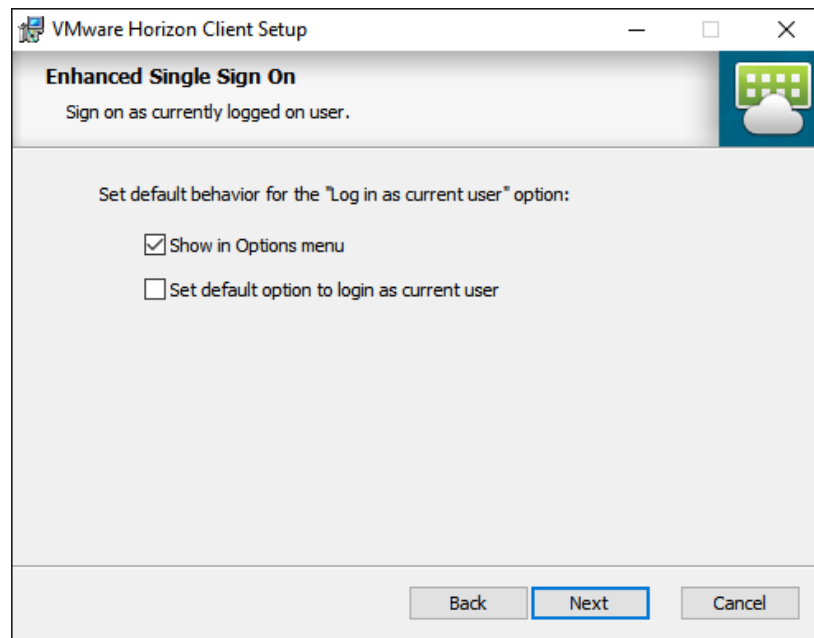 VMware Horizon Client Setup
Enhanced Single Sign On
Sign on as currently logged on user.
Set default behavior for the "Log in as current user" option:
Show in Options menu
Set default option to login as current user
Back Next Cancel